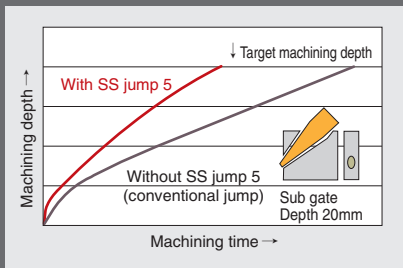 ↓ Target machining depth
With SS jump 5
Machining depth →
Without SS jump 5
(conventional jump)
Sub gate
Depth 20mm
Machining time →